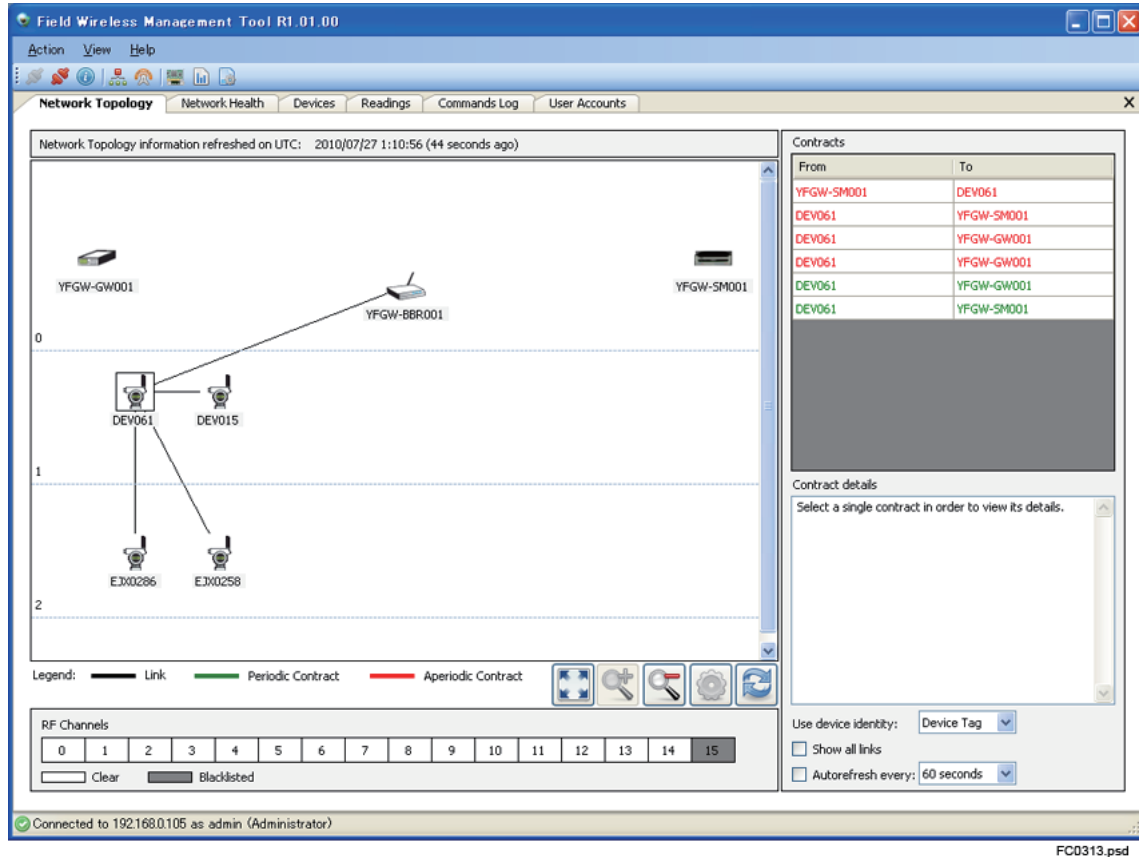 Field Wireless Management Tool R1.01.00
Action View Help
Network Topology Network Health Devices Readings Commands Log User Accounts
Network Topology information refreshed on UTC: 2010/07/27 1:10:56 (44 seconds ago)
YFGW-GW001
YFGW-BBR001
YFGW-SM001
0
DEV061
DEV015
1
EJX0286
EJX0258
2
Legend: Link Periodic Contract Aperiodic Contract
RF Channels
0 1 2 3 4 5 6 7 8 9 10 11 12 13 14 15
Clear Blacklisted
Contracts
From To
YFGW-SM001 DEV061
DEV061 YFGW-SM001
DEV061 YFGW-GW001
DEV061 YFGW-GW001
DEV061 YFGW-GW001
DEV061 YFGW-SM001
Contract details
Select a single contract in order to view its details.
Use device identity: Device Tag
Show all links
Autorefresh every: 60 seconds
Connected to 192.168.0.105 as admin (Administrator)
FC0313.psd